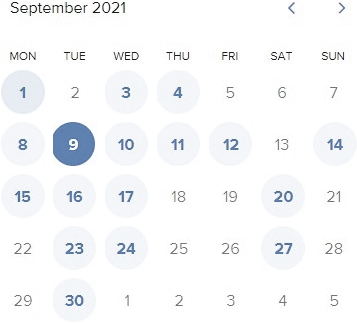 September 2021
MON TUE WED THU FRI SAT SUN
1 2 3 4 5 6 7
8 9 10 11 12 13 14
15 16 17 18 19 20 21
22 23 24 25 26 27 28
29 30 1 2 3 4 5